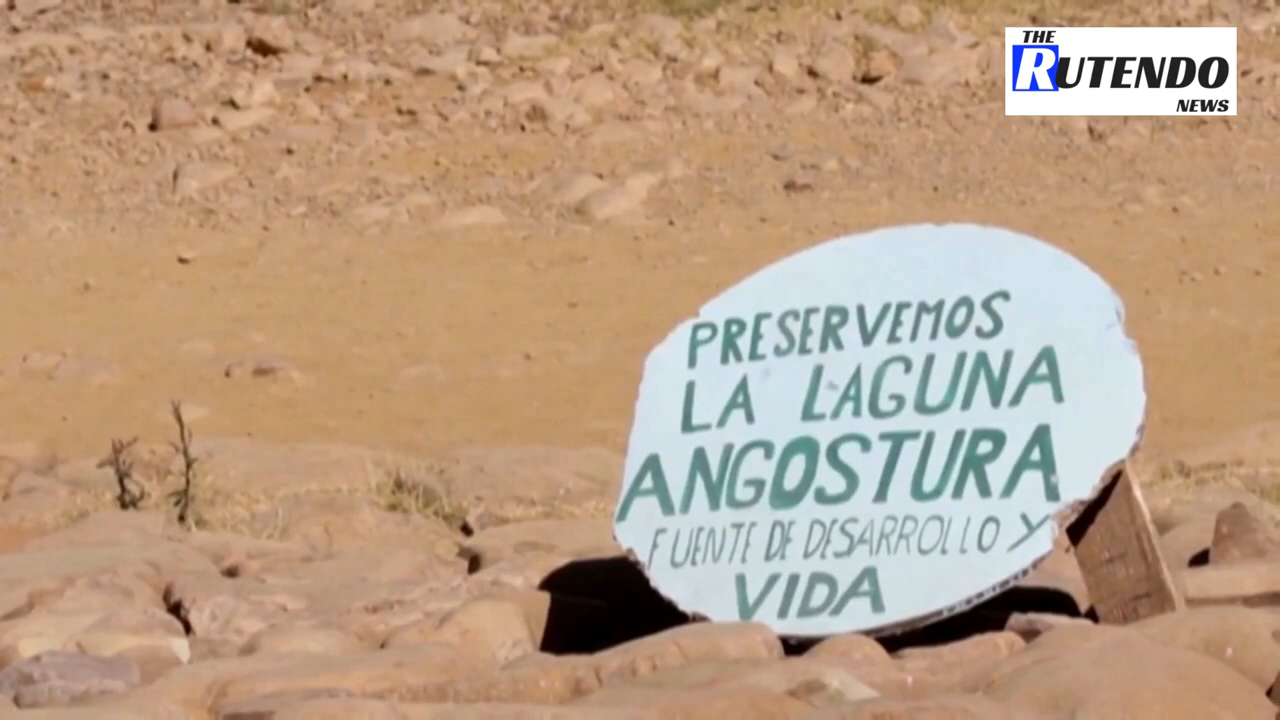 THE
RUTENDO
NEWS
PRESERVEMOS
LA LAGUNA
ANGOSTURA
FUENTE DE DESARROLLO Y
VIDA